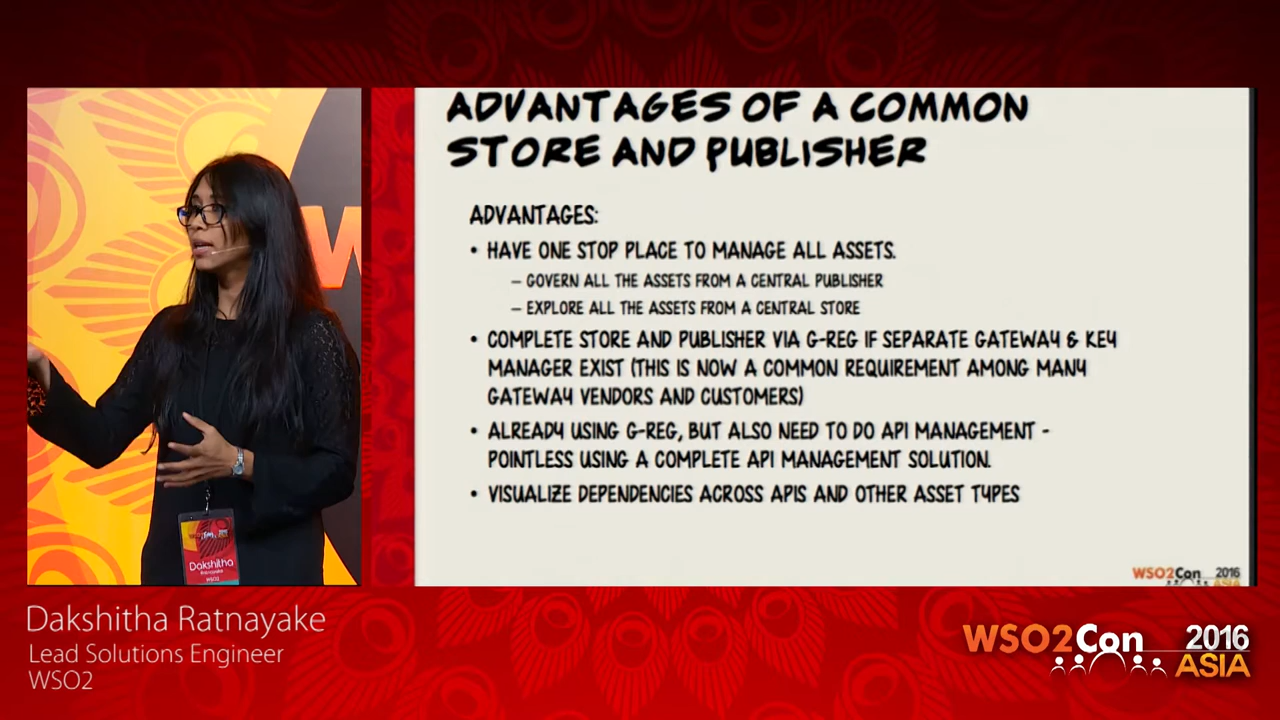 ADVANTAGES OF A COMMON
STORE AND PUBLISHER
ADVANTAGES:
• HAVE ONE STOP PLACE TO MANAGE ALL ASSETS.
– GOVERN ALL THE ASSETS FROM A CENTRAL PUBLISHER
– EXPLORE ALL THE ASSETS FROM A CENTRAL STORE
• COMPLETE STORE AND PUBLISHER VIA G-REG IF SEPARATE GATEWAY & KEY
MANAGER EXIST (THIS IS NOW A COMMON REQUIREMENT AMONG MANY
GATEWAY VENDORS AND CUSTOMERS)
• ALREADY USING G-REG, BUT ALSO NEED TO DO API MANAGEMENT -
POINTLESS USING A COMPLETE API MANAGEMENT SOLUTION.
• VISUALIZE DEPENDENCIES ACROSS APIS AND OTHER ASSET TYPES
WSO2Con 2016
ASIA
W
Dakshitha
Ratnayake
WSO2
Dakshitha Ratnayake
Lead Solutions Engineer
WSO2
WSO2Con 2016
ASIA